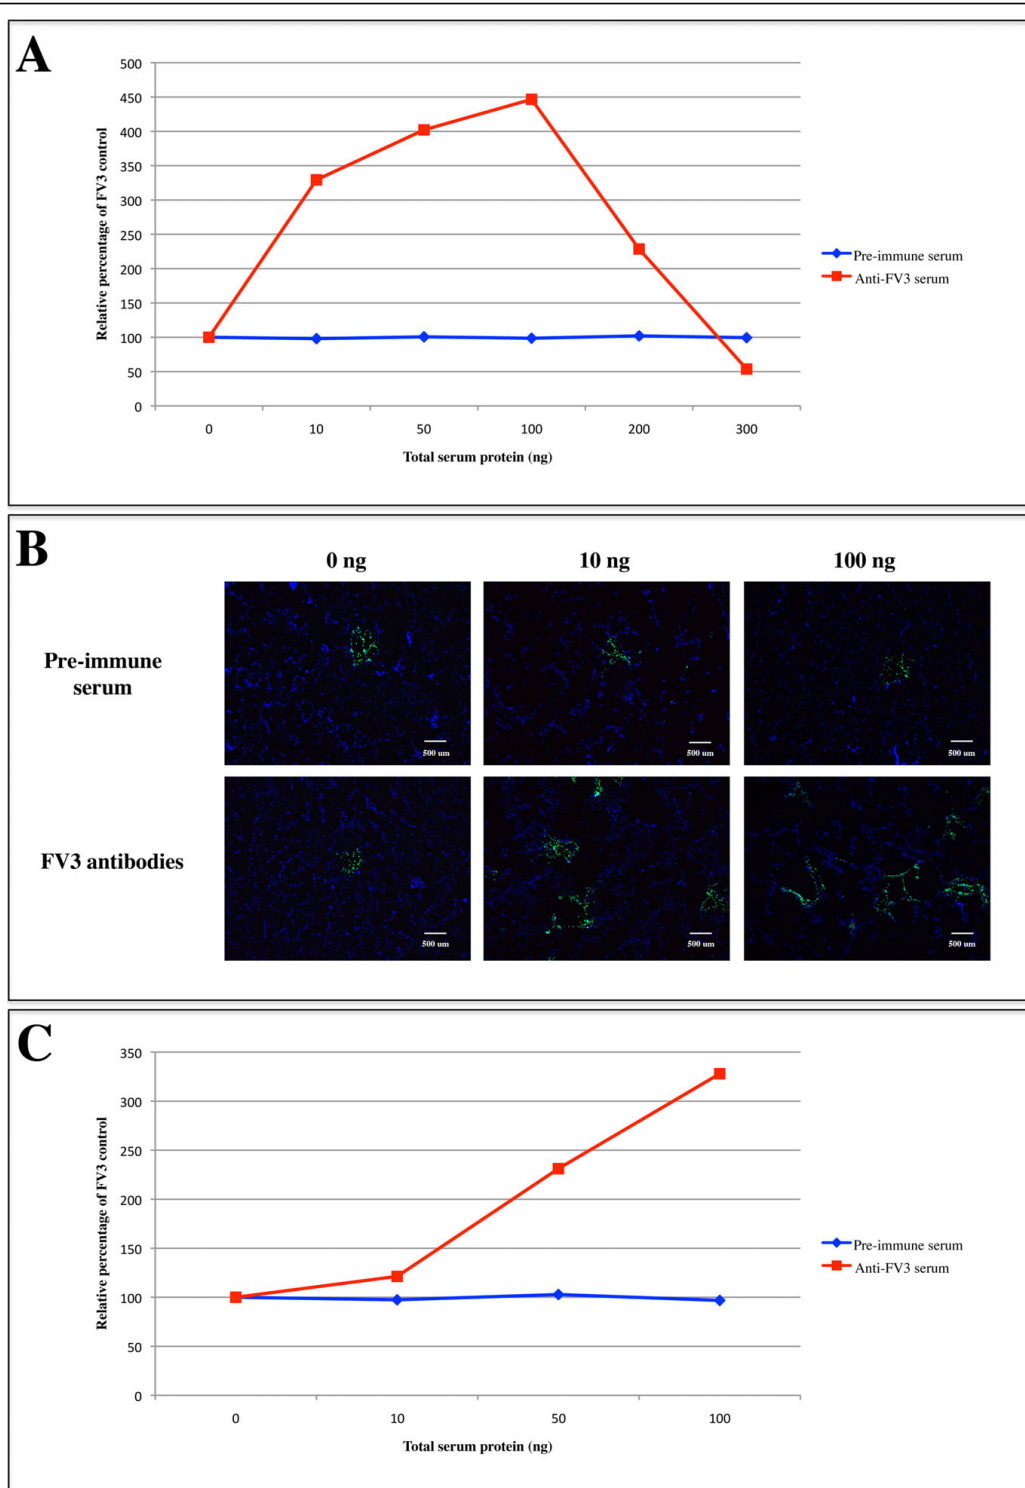 A
500
450
400
350
300
250
200
150
100
50
0
Relative percentage of FV3 control
0 10 50 100 200 300
Total serum protein (ng)
Pre-immune serum
Anti-FV3 serum
B
0 ng 10 ng 100 ng
Pre-immune
serum
500 um 500 um 500 um
FV3 antibodies
500 um 500 um 500 um
C
350
300
250
200
150
100
50
0
Relative percentage of FV3 control
0 10 50 100
Total serum protein (ng)
Pre-immune serum
Anti-FV3 serum